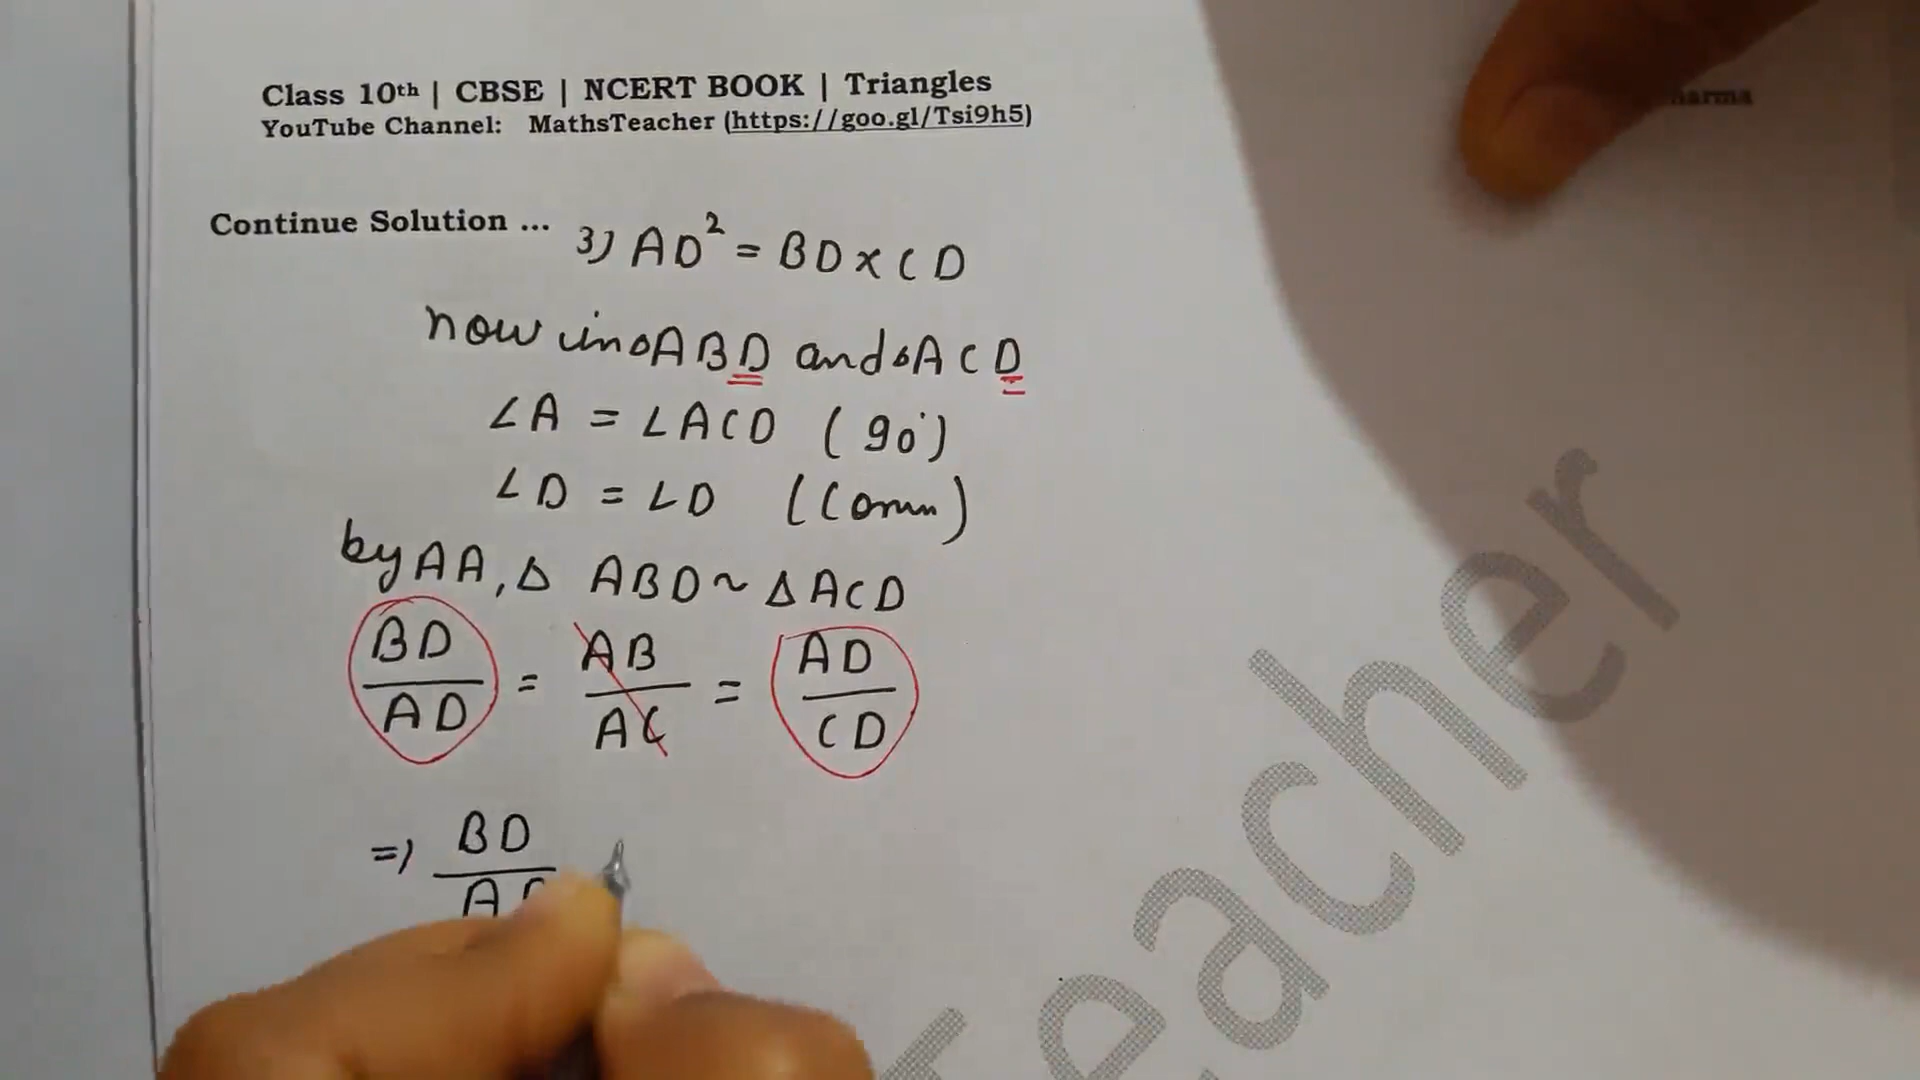 Class 10th | CBSE | NCERT BOOK | Triangles
YouTube Channel: MathsTeacher (https://goo.gl/Tsi9h5)
Continue Solution ... 3) AD² = BD × CD
now in △ABD and △ACD
∠A = ∠ACD (90°)
∠D = ∠D (Comm)
by AA, △ ABD ~ △ACD
BD/AD = AB/AC = AD/CD
=> BD/A
eacher